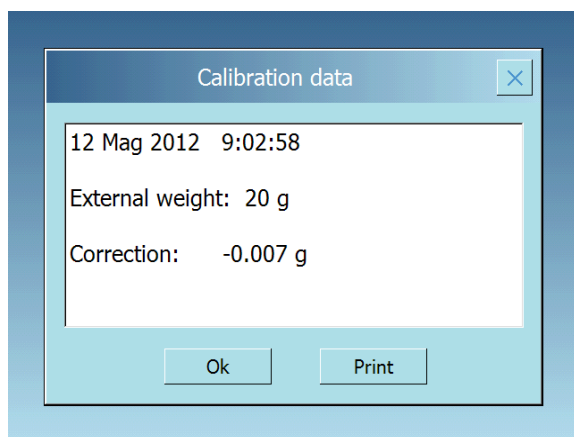 Calibration data
12 Mag 2012 9:02:58
External weight: 20 g
Correction: -0.007 g
Ok Print